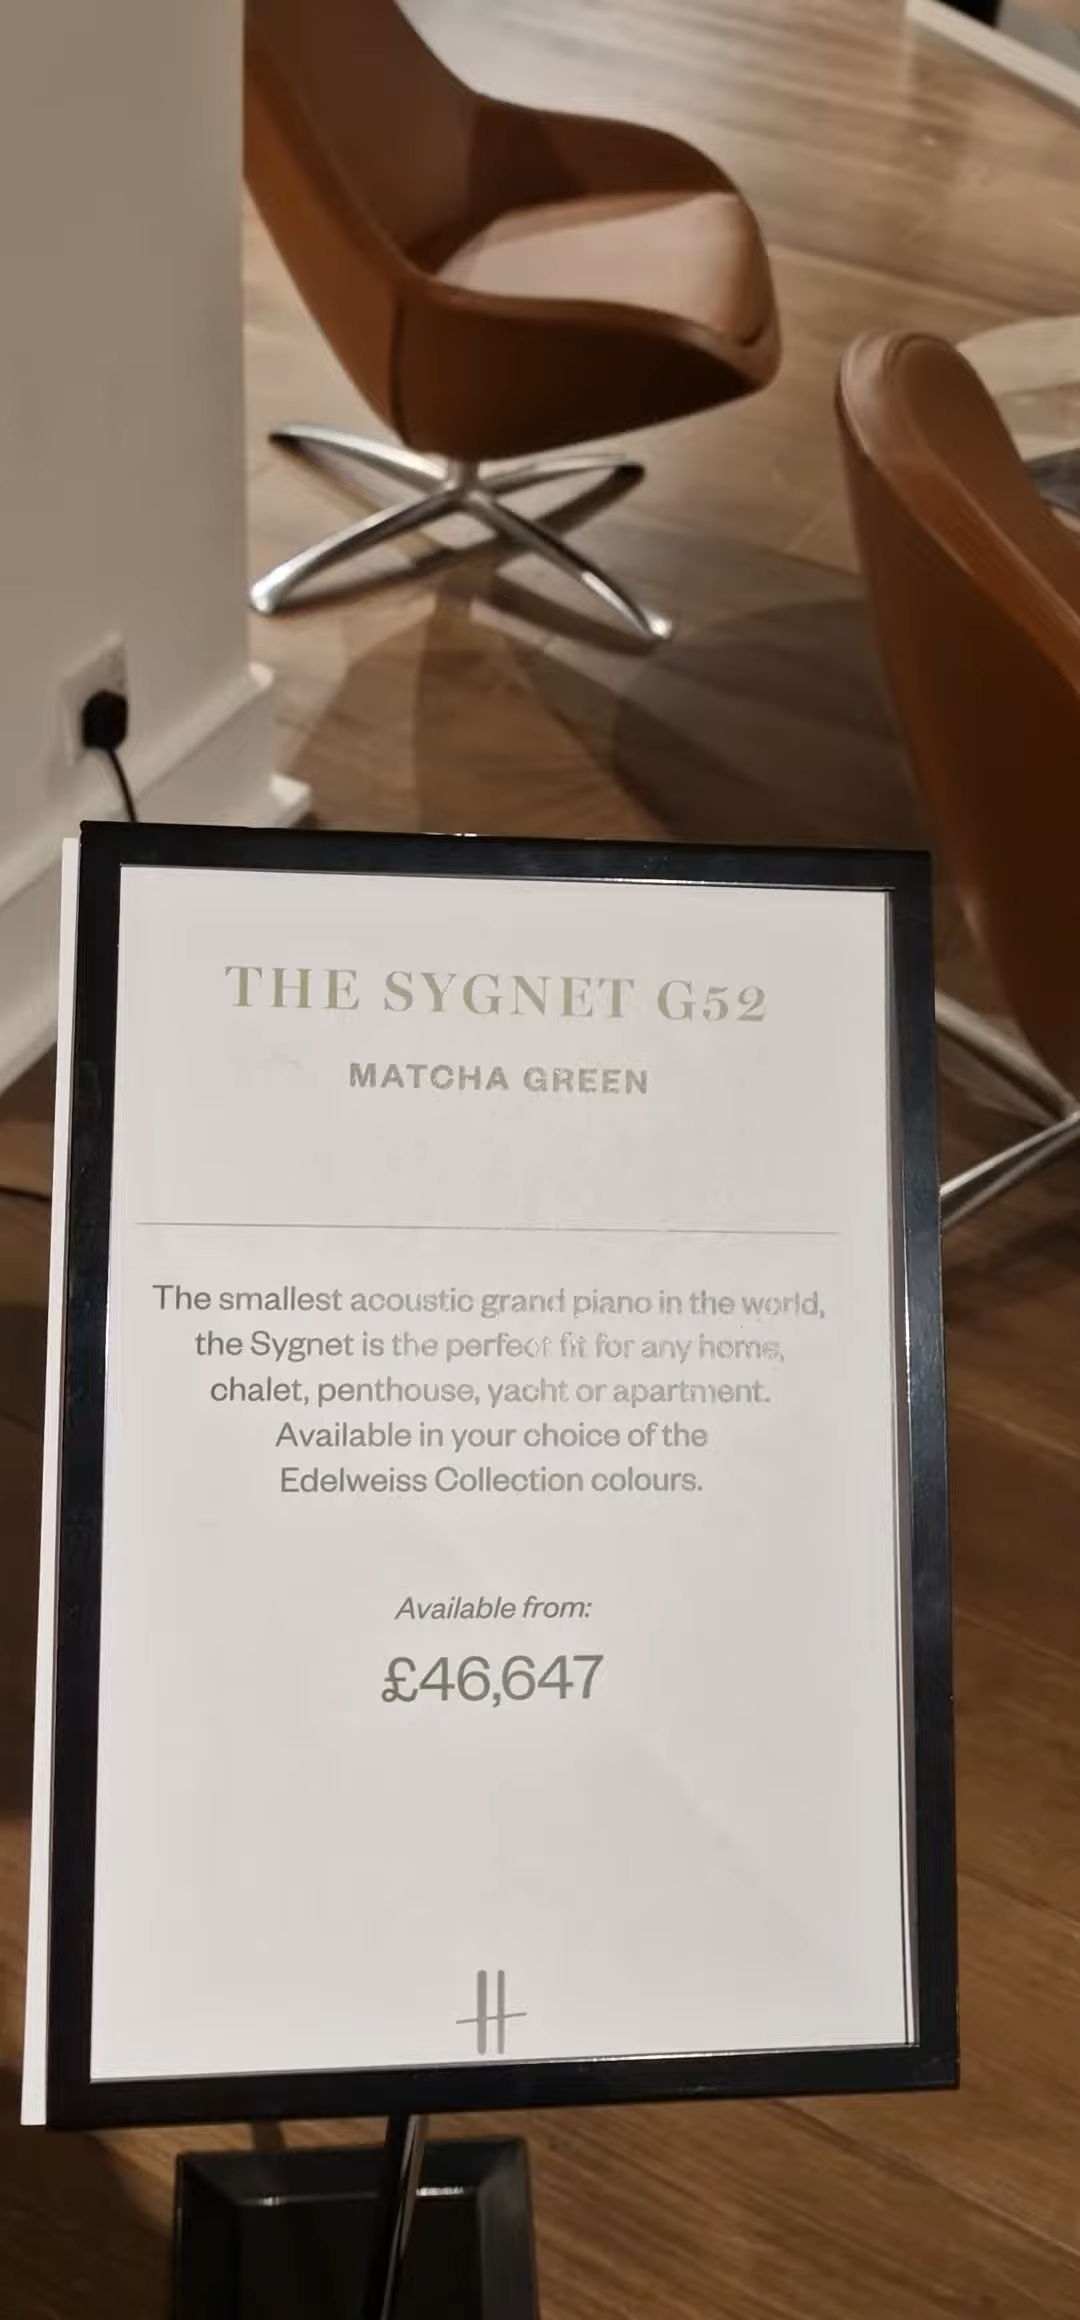 THE SYGNET G52
MATCHA GREEN
The smallest acoustic grand piano in the world,
the Sygnet is the perfect fit for any home,
chalet, penthouse, yacht or apartment.
Available in your choice of the
Edelweiss Collection colours.
Available from:
£46,647